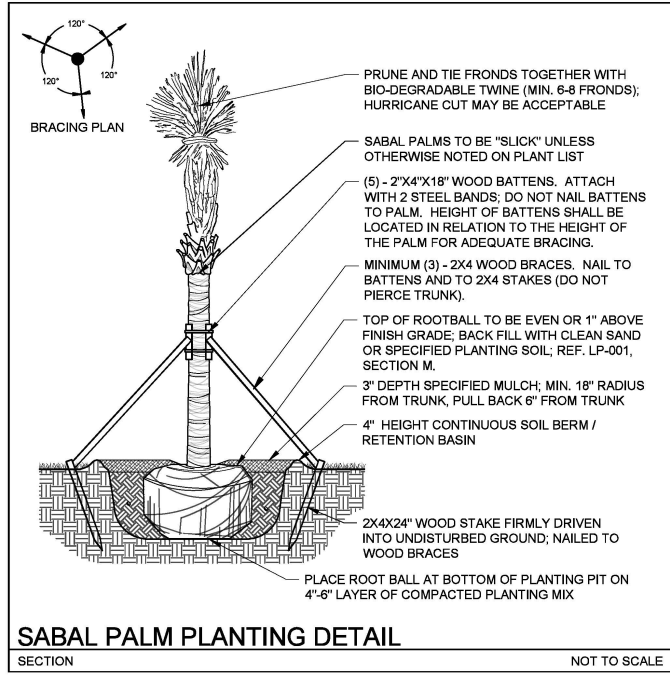 120°
120°
120°
BRACING PLAN
PRUNE AND TIE FRONDS TOGETHER WITH
BIO-DEGRADABLE TWINE (MIN. 6-8 FRONDS);
HURRICANE CUT MAY BE ACCEPTABLE
SABAL PALMS TO BE "SLICK" UNLESS
OTHERWISE NOTED ON PLANT LIST
(5) - 2"X4"X18" WOOD BATTENS. ATTACH
WITH 2 STEEL BANDS; DO NOT NAIL BATTENS
TO PALM. HEIGHT OF BATTENS SHALL BE
LOCATED IN RELATION TO THE HEIGHT OF
THE PALM FOR ADEQUATE BRACING.
MINIMUM (3) - 2X4 WOOD BRACES. NAIL TO
BATTENS AND TO 2X4 STAKES (DO NOT
PIERCE TRUNK).
TOP OF ROOTBALL TO BE EVEN OR 1" ABOVE
FINISH GRADE; BACK FILL WITH CLEAN SAND
OR SPECIFIED PLANTING SOIL; REF. LP-001,
SECTION M.
3" DEPTH SPECIFIED MULCH; MIN. 18" RADIUS
FROM TRUNK, PULL BACK 6" FROM TRUNK
4" HEIGHT CONTINUOUS SOIL BERM /
RETENTION BASIN
2X4X24" WOOD STAKE FIRMLY DRIVEN
INTO UNDISTURBED GROUND; NAILED TO
WOOD BRACES
PLACE ROOT BALL AT BOTTOM OF PLANTING PIT ON
4"-6" LAYER OF COMPACTED PLANTING MIX
SABAL PALM PLANTING DETAIL
SECTION
NOT TO SCALE